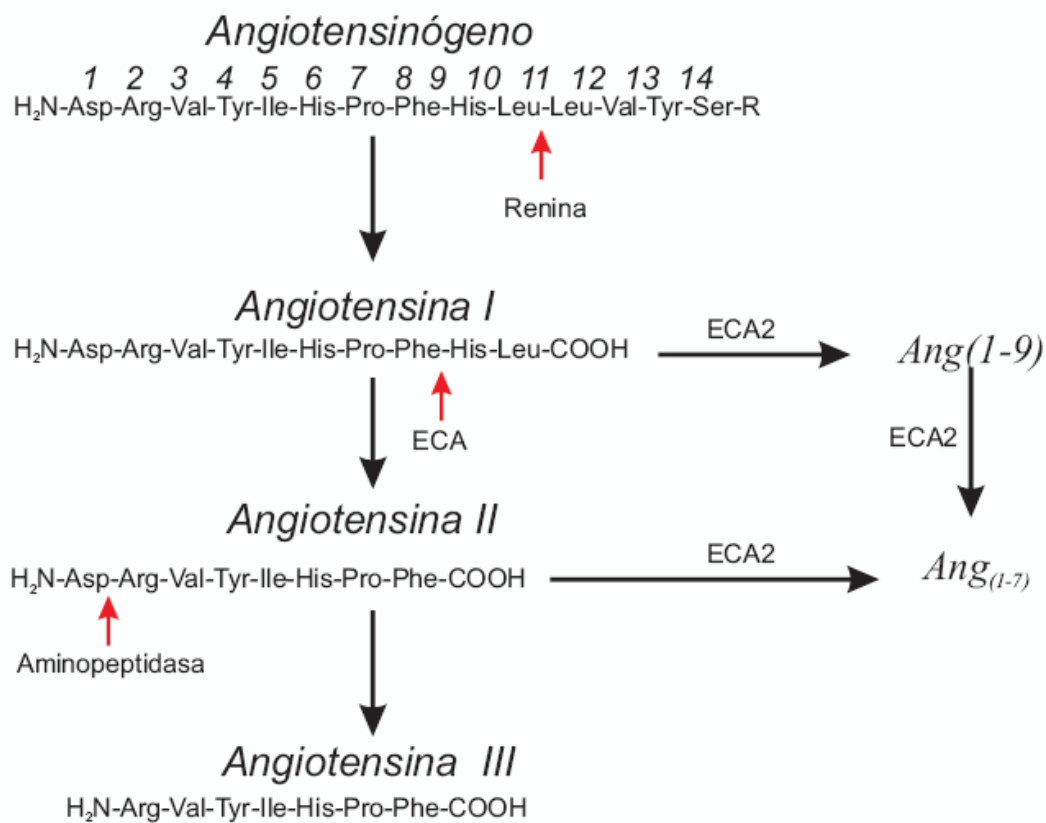 Angiotensinógeno
1 2 3 4 5 6 7 8 9 10 11 12 13 14
H₂N-Asp-Arg-Val-Tyr-Ile-His-Pro-Phe-His-Leu-Leu-Val-Tyr-Ser-R
Renina
Angiotensina I
H₂N-Asp-Arg-Val-Tyr-Ile-His-Pro-Phe-His-Leu-COOH
ECA2
Ang(1-9)
ECA
ECA2
Angiotensina II
H₂N-Asp-Arg-Val-Tyr-Ile-His-Pro-Phe-COOH
ECA2
Ang(1-7)
Aminopeptidasa
Angiotensina III
H₂N-Arg-Val-Tyr-Ile-His-Pro-Phe-COOH